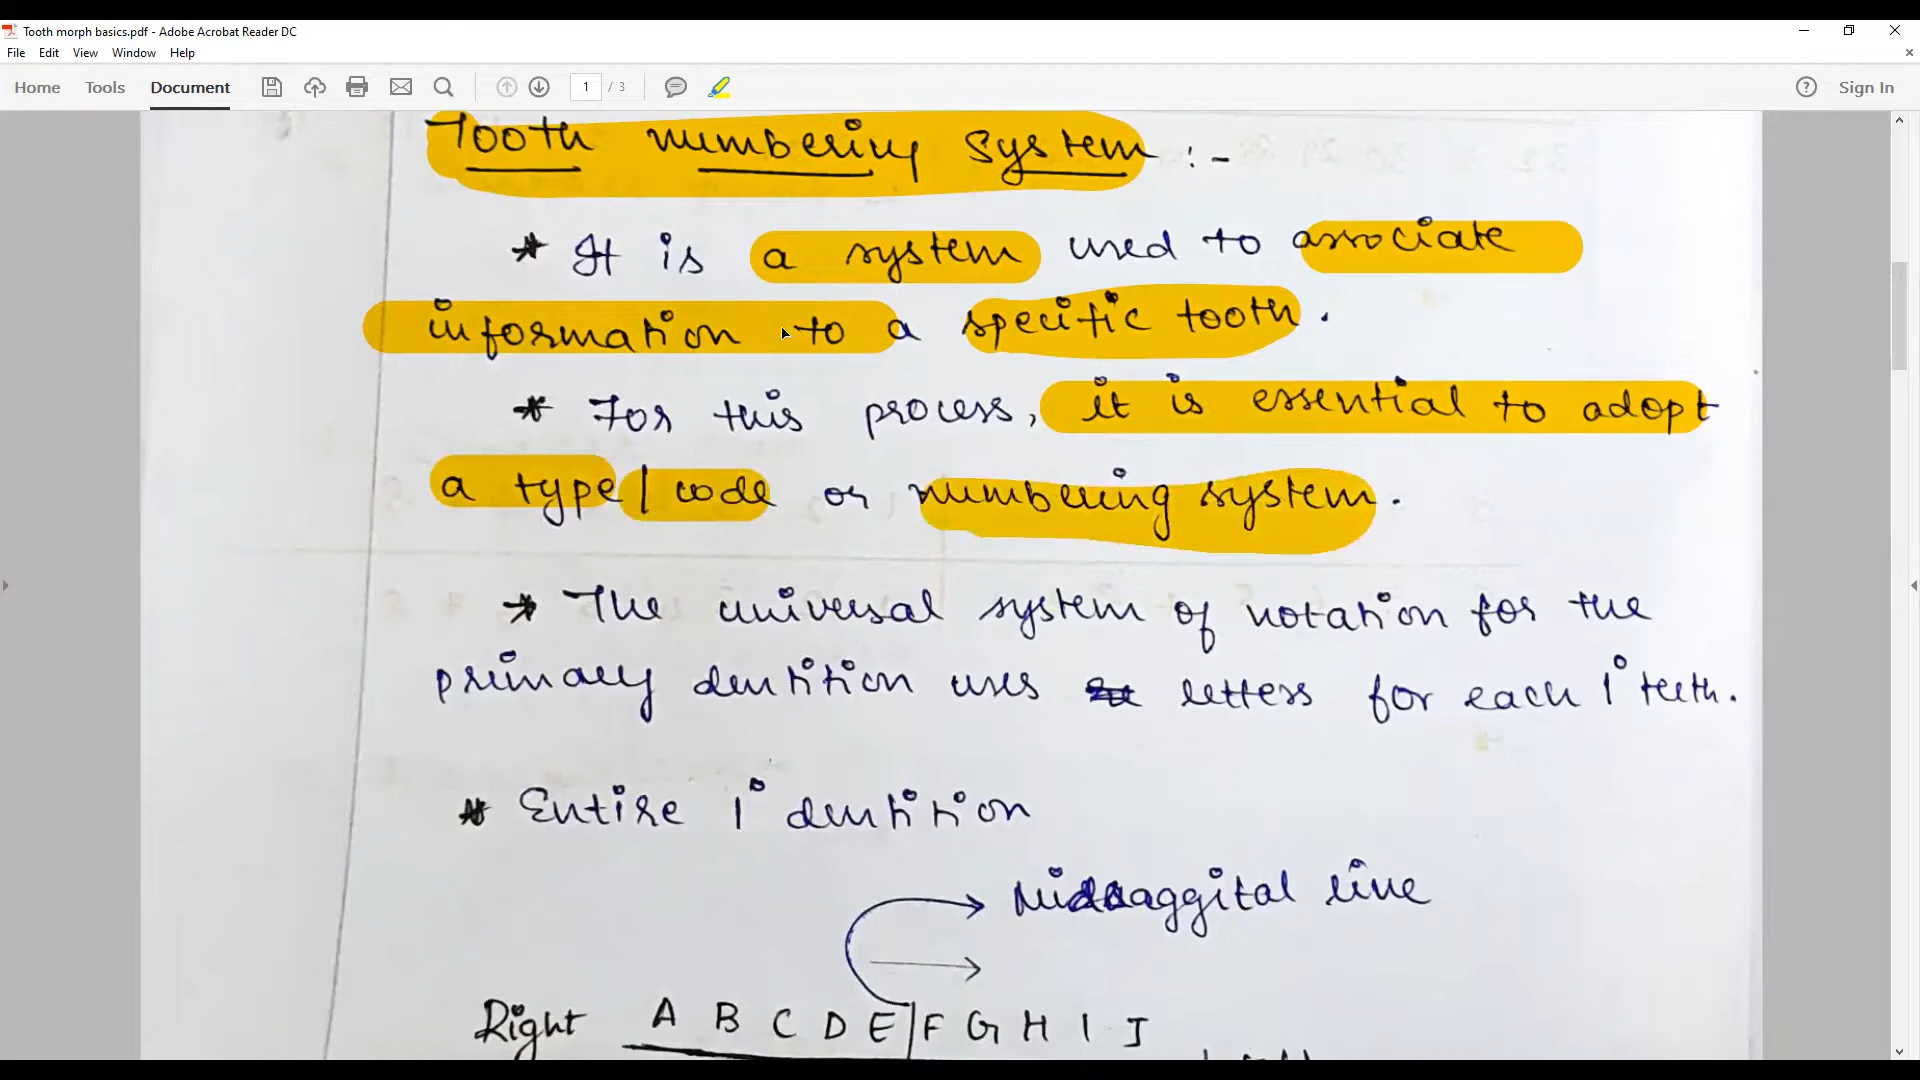 Tooth morph basics.pdf - Adobe Acrobat Reader DC
File Edit View Window Help
Home Tools Document 1 / 3 Sign In
Tooth numbering system :-
* It is a system used to associate
information to a specific tooth.
* For this process, it is essential to adopt
a type/code or numbering system.
* The universal system of notation for the
primary dentition uses letters for each 1° teeth.
* Entire 1° dentition
Midsaggital line
Right A B C D E | F G H I J